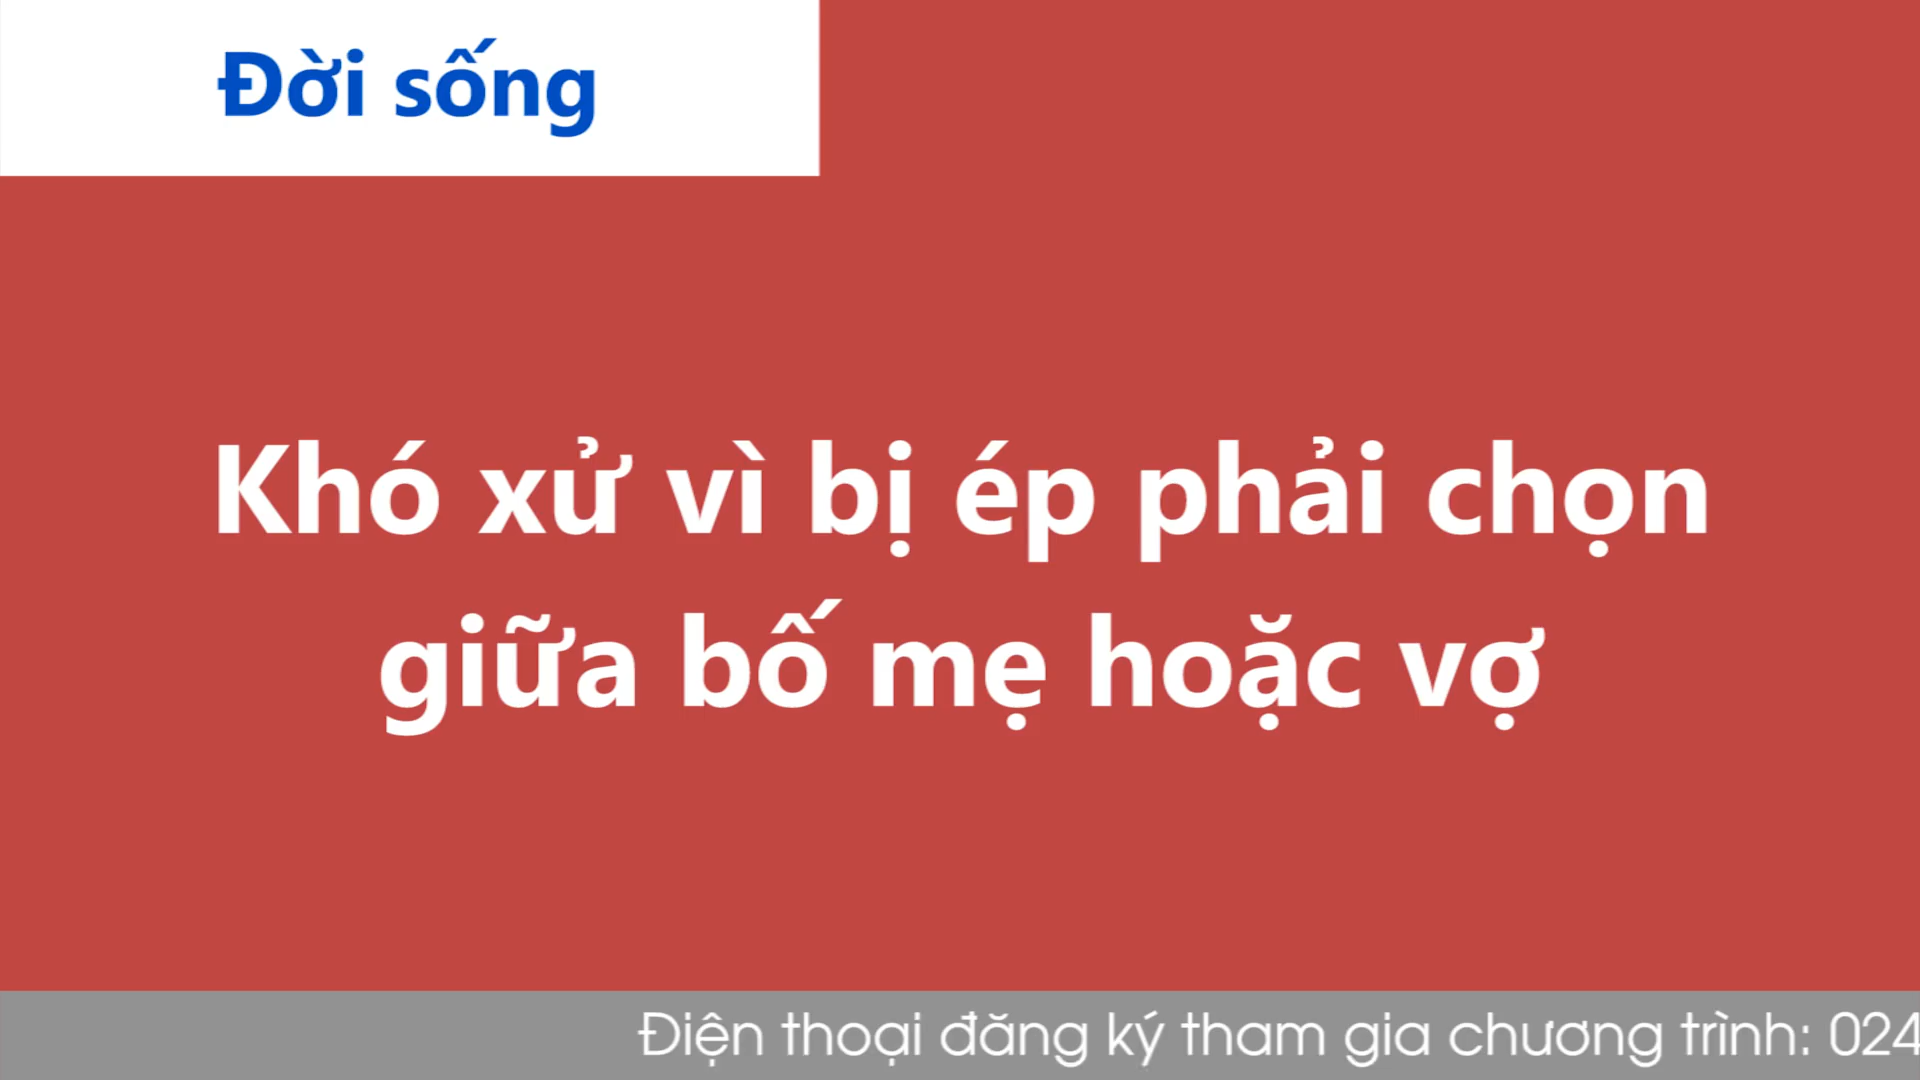 Đời sống
Khó xử vì bị ép phải chọn
giữa bố mẹ hoặc vợ
Điện thoại đăng ký tham gia chương trình: 024